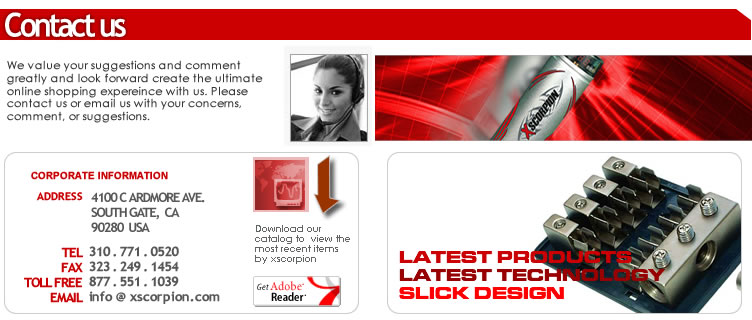 Contact us
We value your suggestions and comment
greatly and look forward create the ultimate
online shopping expereince with us. Please
contact us or email us with your concerns,
comment, or suggestions.
XSCORPION
CORPORATE INFORMATION
ADDRESS 4100 C ARDMORE AVE.
SOUTH GATE, CA
90280 USA
TEL 310.771.0520
FAX 323.249.1454
TOLL FREE 877.551.1039
EMAIL info @ xscorpion.com
Download our
catalog to view the
most recent items
by xscorpion
Get Adobe
Reader
LATEST PRODUCTS
LATEST TECHNOLOGY
SLICK DESIGN